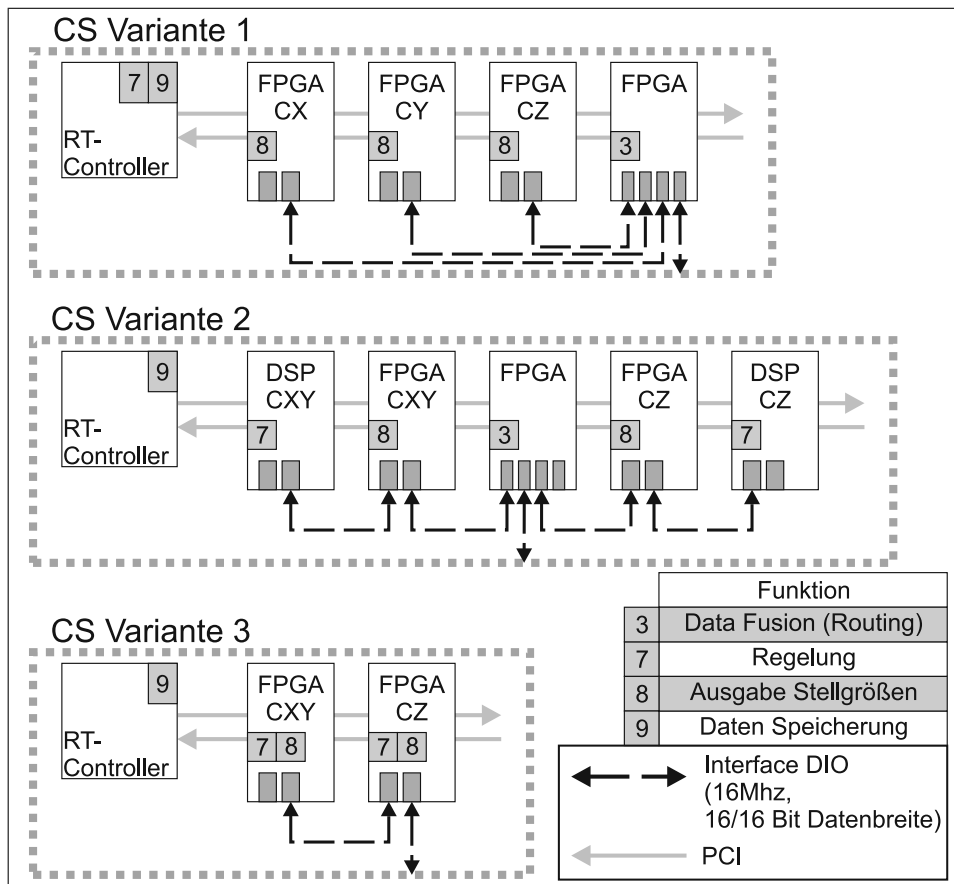 CS Variante 1
7 9
RT-
Controller
FPGA
CX
8
FPGA
CY
8
FPGA
CZ
8
FPGA
3
CS Variante 2
9
RT-
Controller
DSP
CXY
7
FPGA
CXY
8
FPGA
3
FPGA
CZ
8
DSP
CZ
7
CS Variante 3
9
RT-
Controller
FPGA
CXY
7 8
FPGA
CZ
7 8
Funktion
3 Data Fusion (Routing)
7 Regelung
8 Ausgabe Stellgrößen
9 Daten Speicherung
Interface DIO
(16Mhz,
16/16 Bit Datenbreite)
PCI